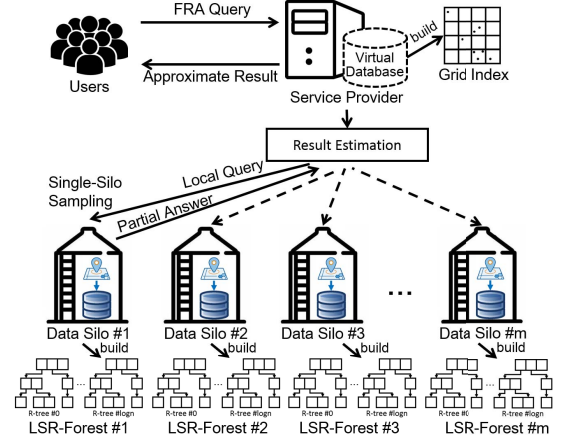 FRA Query
Approximate Result
Users
Virtual
Database
build
Grid Index
Service Provider
Result Estimation
Local Query
Partial Answer
Single-Silo
Sampling
...
Data Silo #1
Data Silo #2
Data Silo #3
Data Silo #m
build
build
build
build
...
...
...
...
R-tree #0
R-tree #logn
R-tree #0
R-tree #logn
R-tree #0
R-tree #logn
R-tree #0
R-tree #logn
LSR-Forest #1
LSR-Forest #2
LSR-Forest #3
LSR-Forest #m